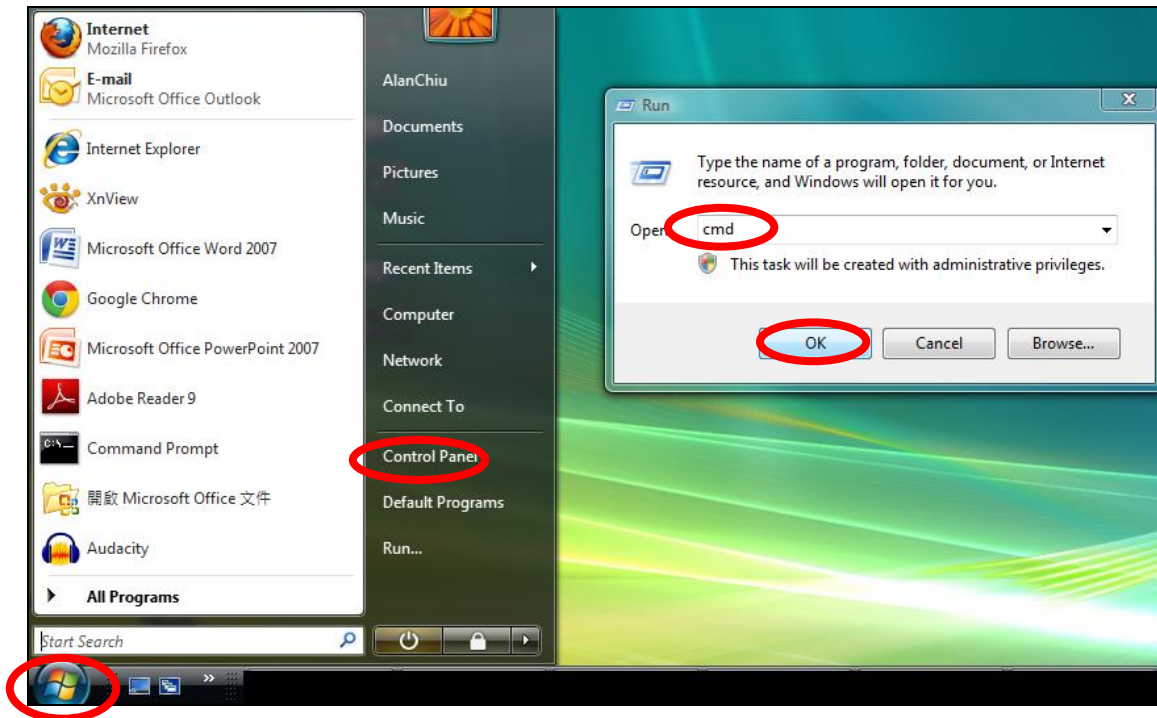 Internet
Mozilla Firefox
E-mail
Microsoft Office Outlook
Internet Explorer
XnView
Microsoft Office Word 2007
Google Chrome
Microsoft Office PowerPoint 2007
Adobe Reader 9
Command Prompt
開啟 Microsoft Office 文件
Audacity
All Programs
Start Search
AlanChiu
Documents
Pictures
Music
Recent Items
Computer
Network
Connect To
Control Panel
Default Programs
Run...
Run
Type the name of a program, folder, document, or Internet
resource, and Windows will open it for you.
Open cmd
This task will be created with administrative privileges.
OK Cancel Browse...